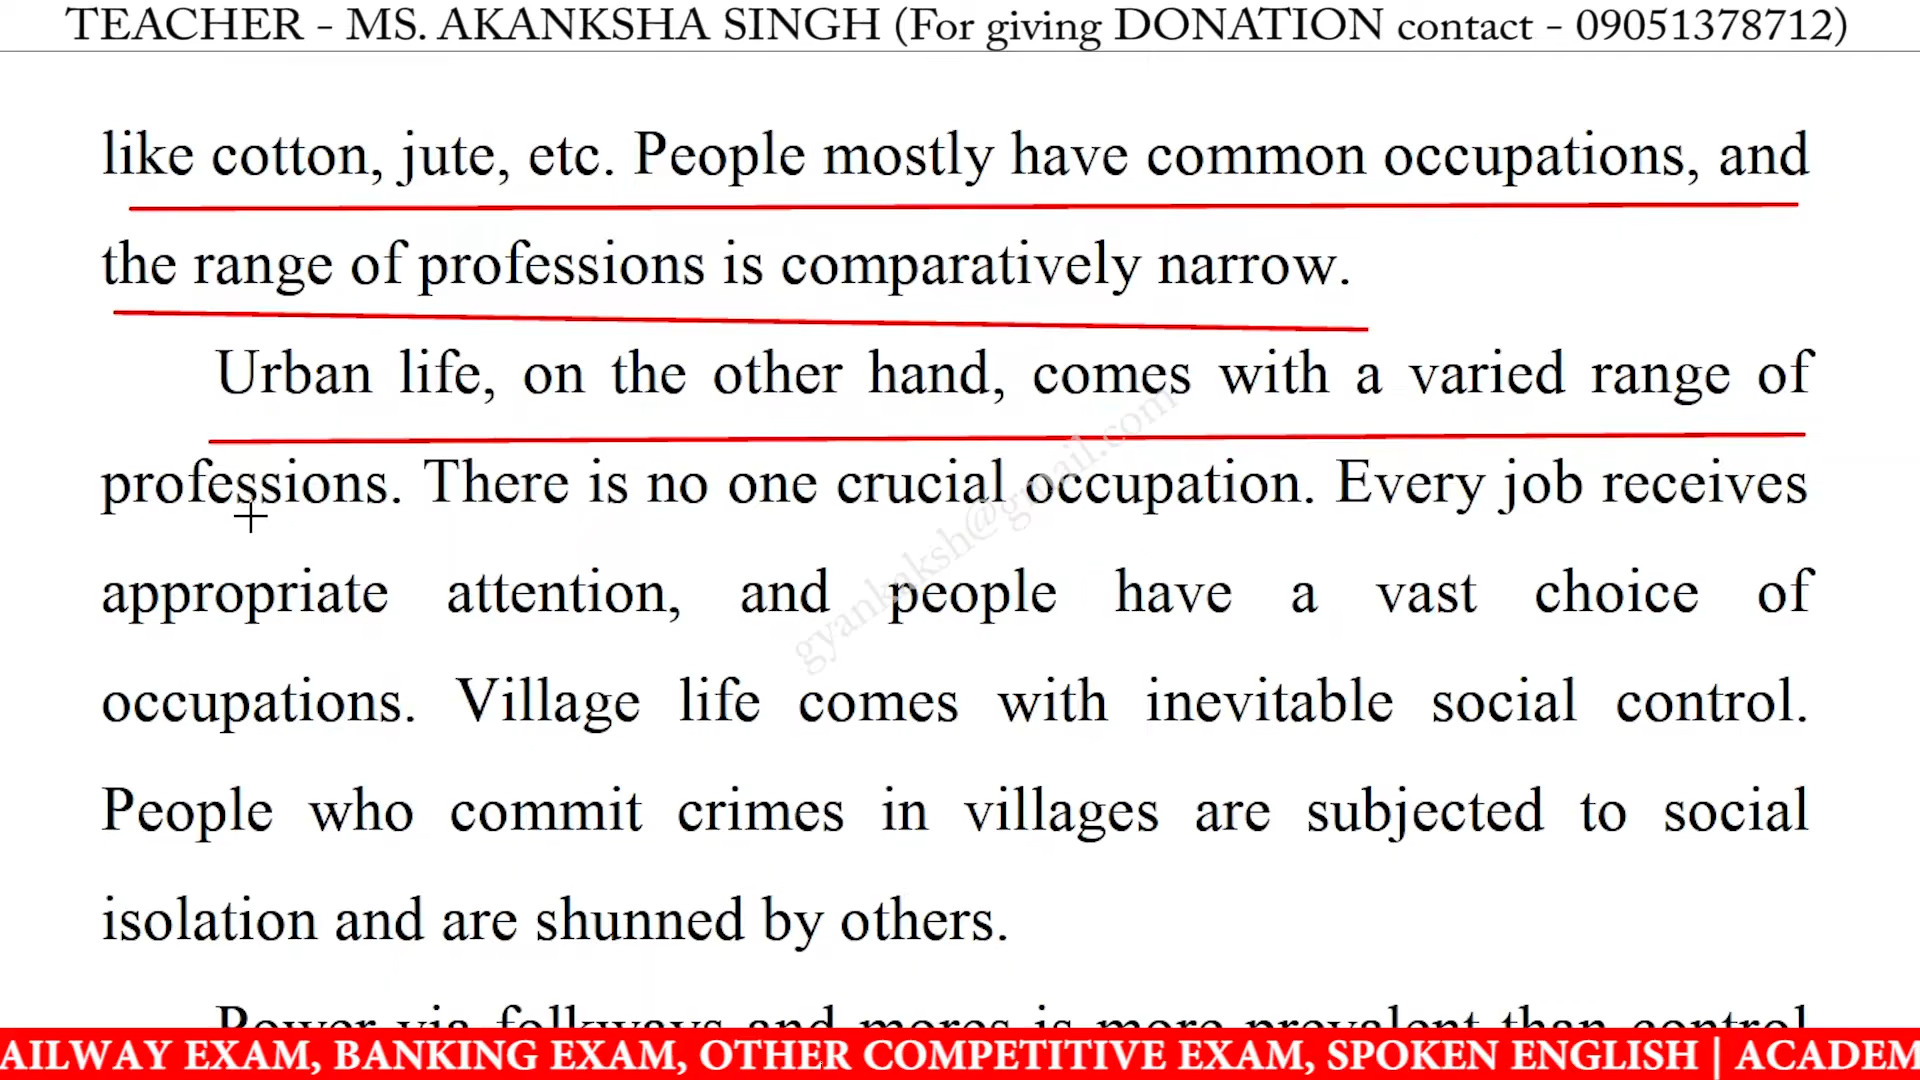 TEACHER - MS. AKANKSHA SINGH (For giving DONATION contact - 09051378712)
like cotton, jute, etc. People mostly have common occupations, and
the range of professions is comparatively narrow.
Urban life, on the other hand, comes with a varied range of
professions. There is no one crucial occupation. Every job receives
appropriate attention, and people have a vast choice of
occupations. Village life comes with inevitable social control.
People who commit crimes in villages are subjected to social
isolation and are shunned by others.
Power via folkways and mores is more prevalent than control
gyankaksh@gmail.com
AILWAY EXAM, BANKING EXAM, OTHER COMPETITIVE EXAM, SPOKEN ENGLISH | ACADEM